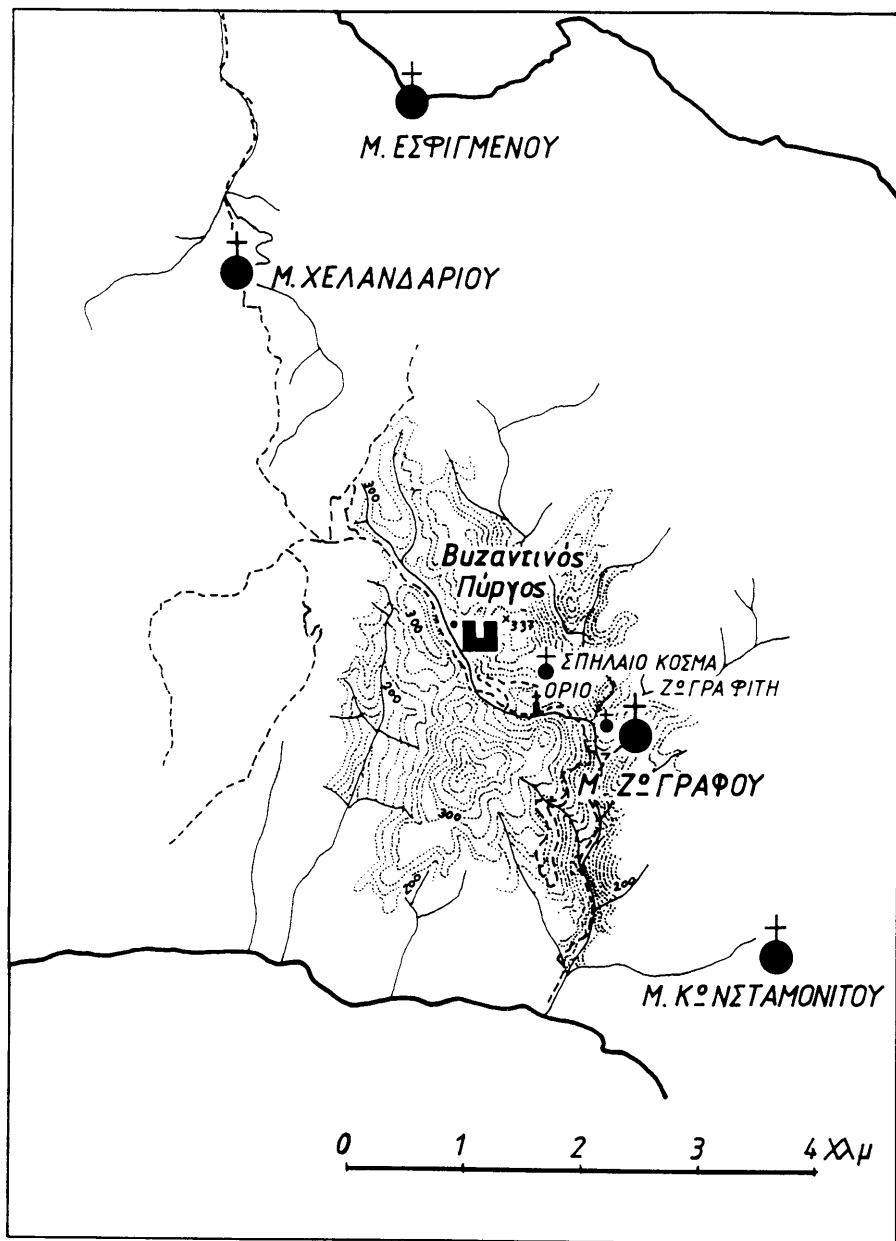 Μ. ΕΣΦΙΓΜΕΝΟΥ
Μ. ΧΕΛΑΝΔΑΡΙΟΥ
300
Βυζαντινός
Πύργος
300
×337
ΣΠΗΛΑΙΟ ΚΟΣΜΑ
ΖΩΓΡΑΦΙΤΗ
ΟΡΙΟ
200
Μ. ΖΩΓΡΑΦΟΥ
300
200
200
Μ. ΚΩΝΣΤΑΜΟΝΙΤΟΥ
0 1 2 3 4 Χλμ